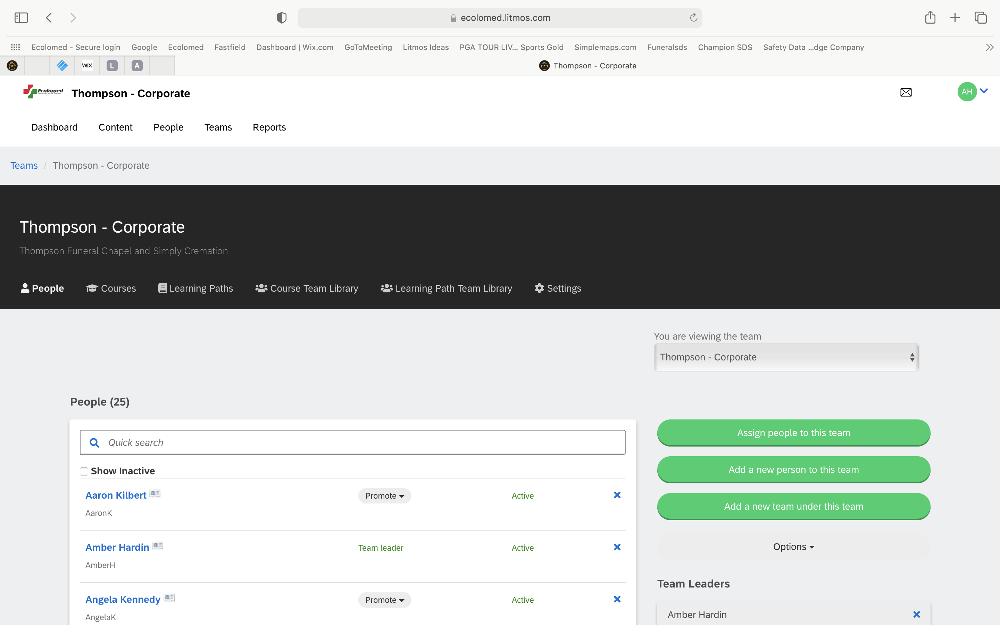 ecolomed.litmos.com
Ecolomed - Secure login Google Ecolomed Fastfield Dashboard | Wix.com GoToMeeting Litmos Ideas PGA TOUR LIV... Sports Gold Simplemaps.com Funeralsds Champion SDS Safety Data ...dge Company
WIX L A Thompson - Corporate
Ecolomed Thompson - Corporate AH
Dashboard Content People Teams Reports
Teams / Thompson - Corporate
Thompson - Corporate
Thompson Funeral Chapel and Simply Cremation
People Courses Learning Paths Course Team Library Learning Path Team Library Settings
You are viewing the team
Thompson - Corporate
People (25)
Quick search
Show Inactive
Aaron Kilbert Promote Active
AaronK
Amber Hardin Team leader Active
AmberH
Angela Kennedy Promote Active
AngelaK
Assign people to this team
Add a new person to this team
Add a new team under this team
Options
Team Leaders
Amber Hardin